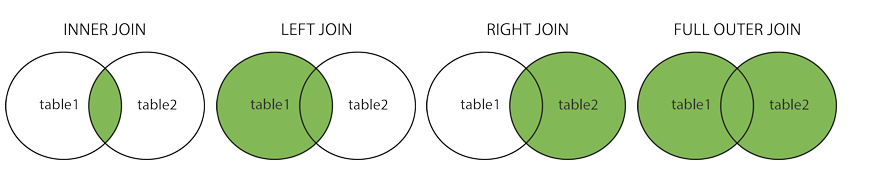 INNER JOIN
LEFT JOIN
RIGHT JOIN
FULL OUTER JOIN
table1
table2
table1
table2
table1
table2
table1
table2